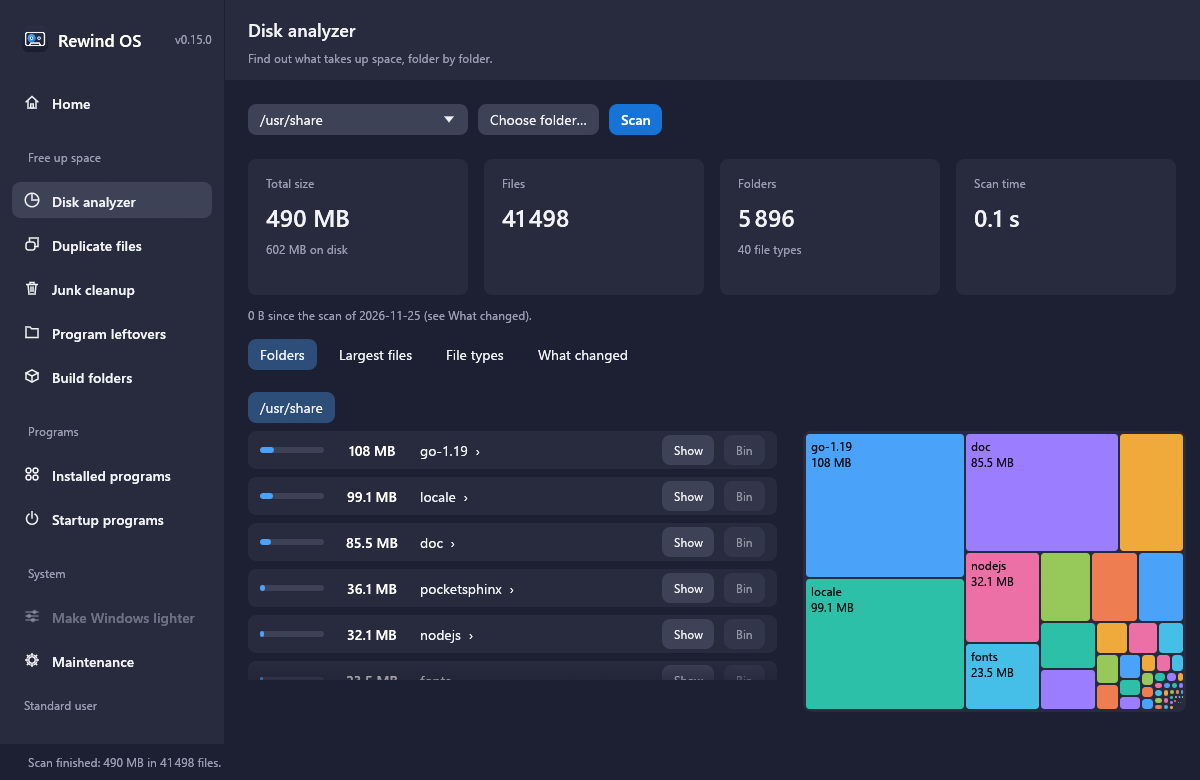 Rewind OS
v0.15.0
Home
Free up space
Disk analyzer
Duplicate files
Junk cleanup
Program leftovers
Build folders
Programs
Installed programs
Startup programs
System
Make Windows lighter
Maintenance
Standard user
Disk analyzer
Find out what takes up space, folder by folder.
/usr/share
Choose folder...
Scan
Total size
490 MB
602 MB on disk
Files
41 498
Folders
5 896
40 file types
Scan time
0.1 s
0 B since the scan of 2026-11-25 (see What changed).
Folders
Largest files
File types
What changed
/usr/share
108 MB go-1.19 › Show Bin
99.1 MB locale › Show Bin
85.5 MB doc › Show Bin
36.1 MB pocketsphinx › Show Bin
32.1 MB nodejs › Show Bin
23.5 MB fonts Show Bin
go-1.19
108 MB
doc
85.5 MB
nodejs
32.1 MB
locale
99.1 MB
fonts
23.5 MB
Scan finished: 490 MB in 41 498 files.